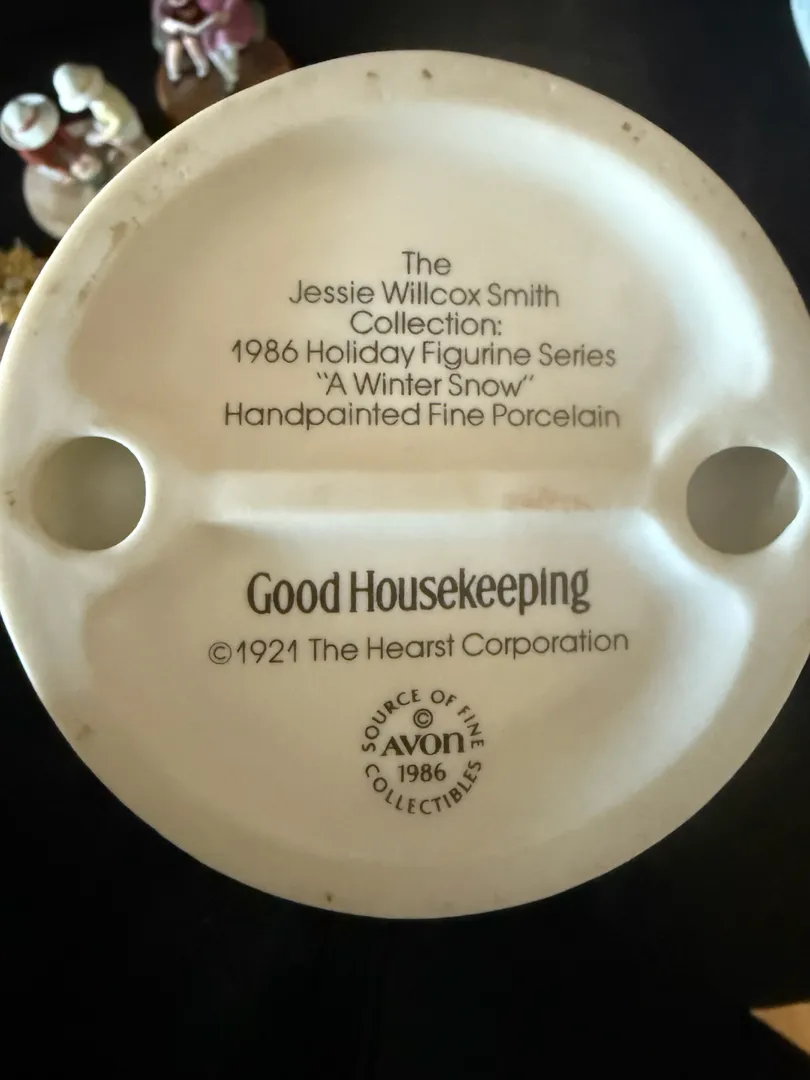 The
Jessie Willcox Smith
Collection:
1986 Holiday Figurine Series
"A Winter Snow"
Handpainted Fine Porcelain
Good Housekeeping
©1921 The Hearst Corporation
SOURCE OF FINE
©
AVON
1986
COLLECTIBLES